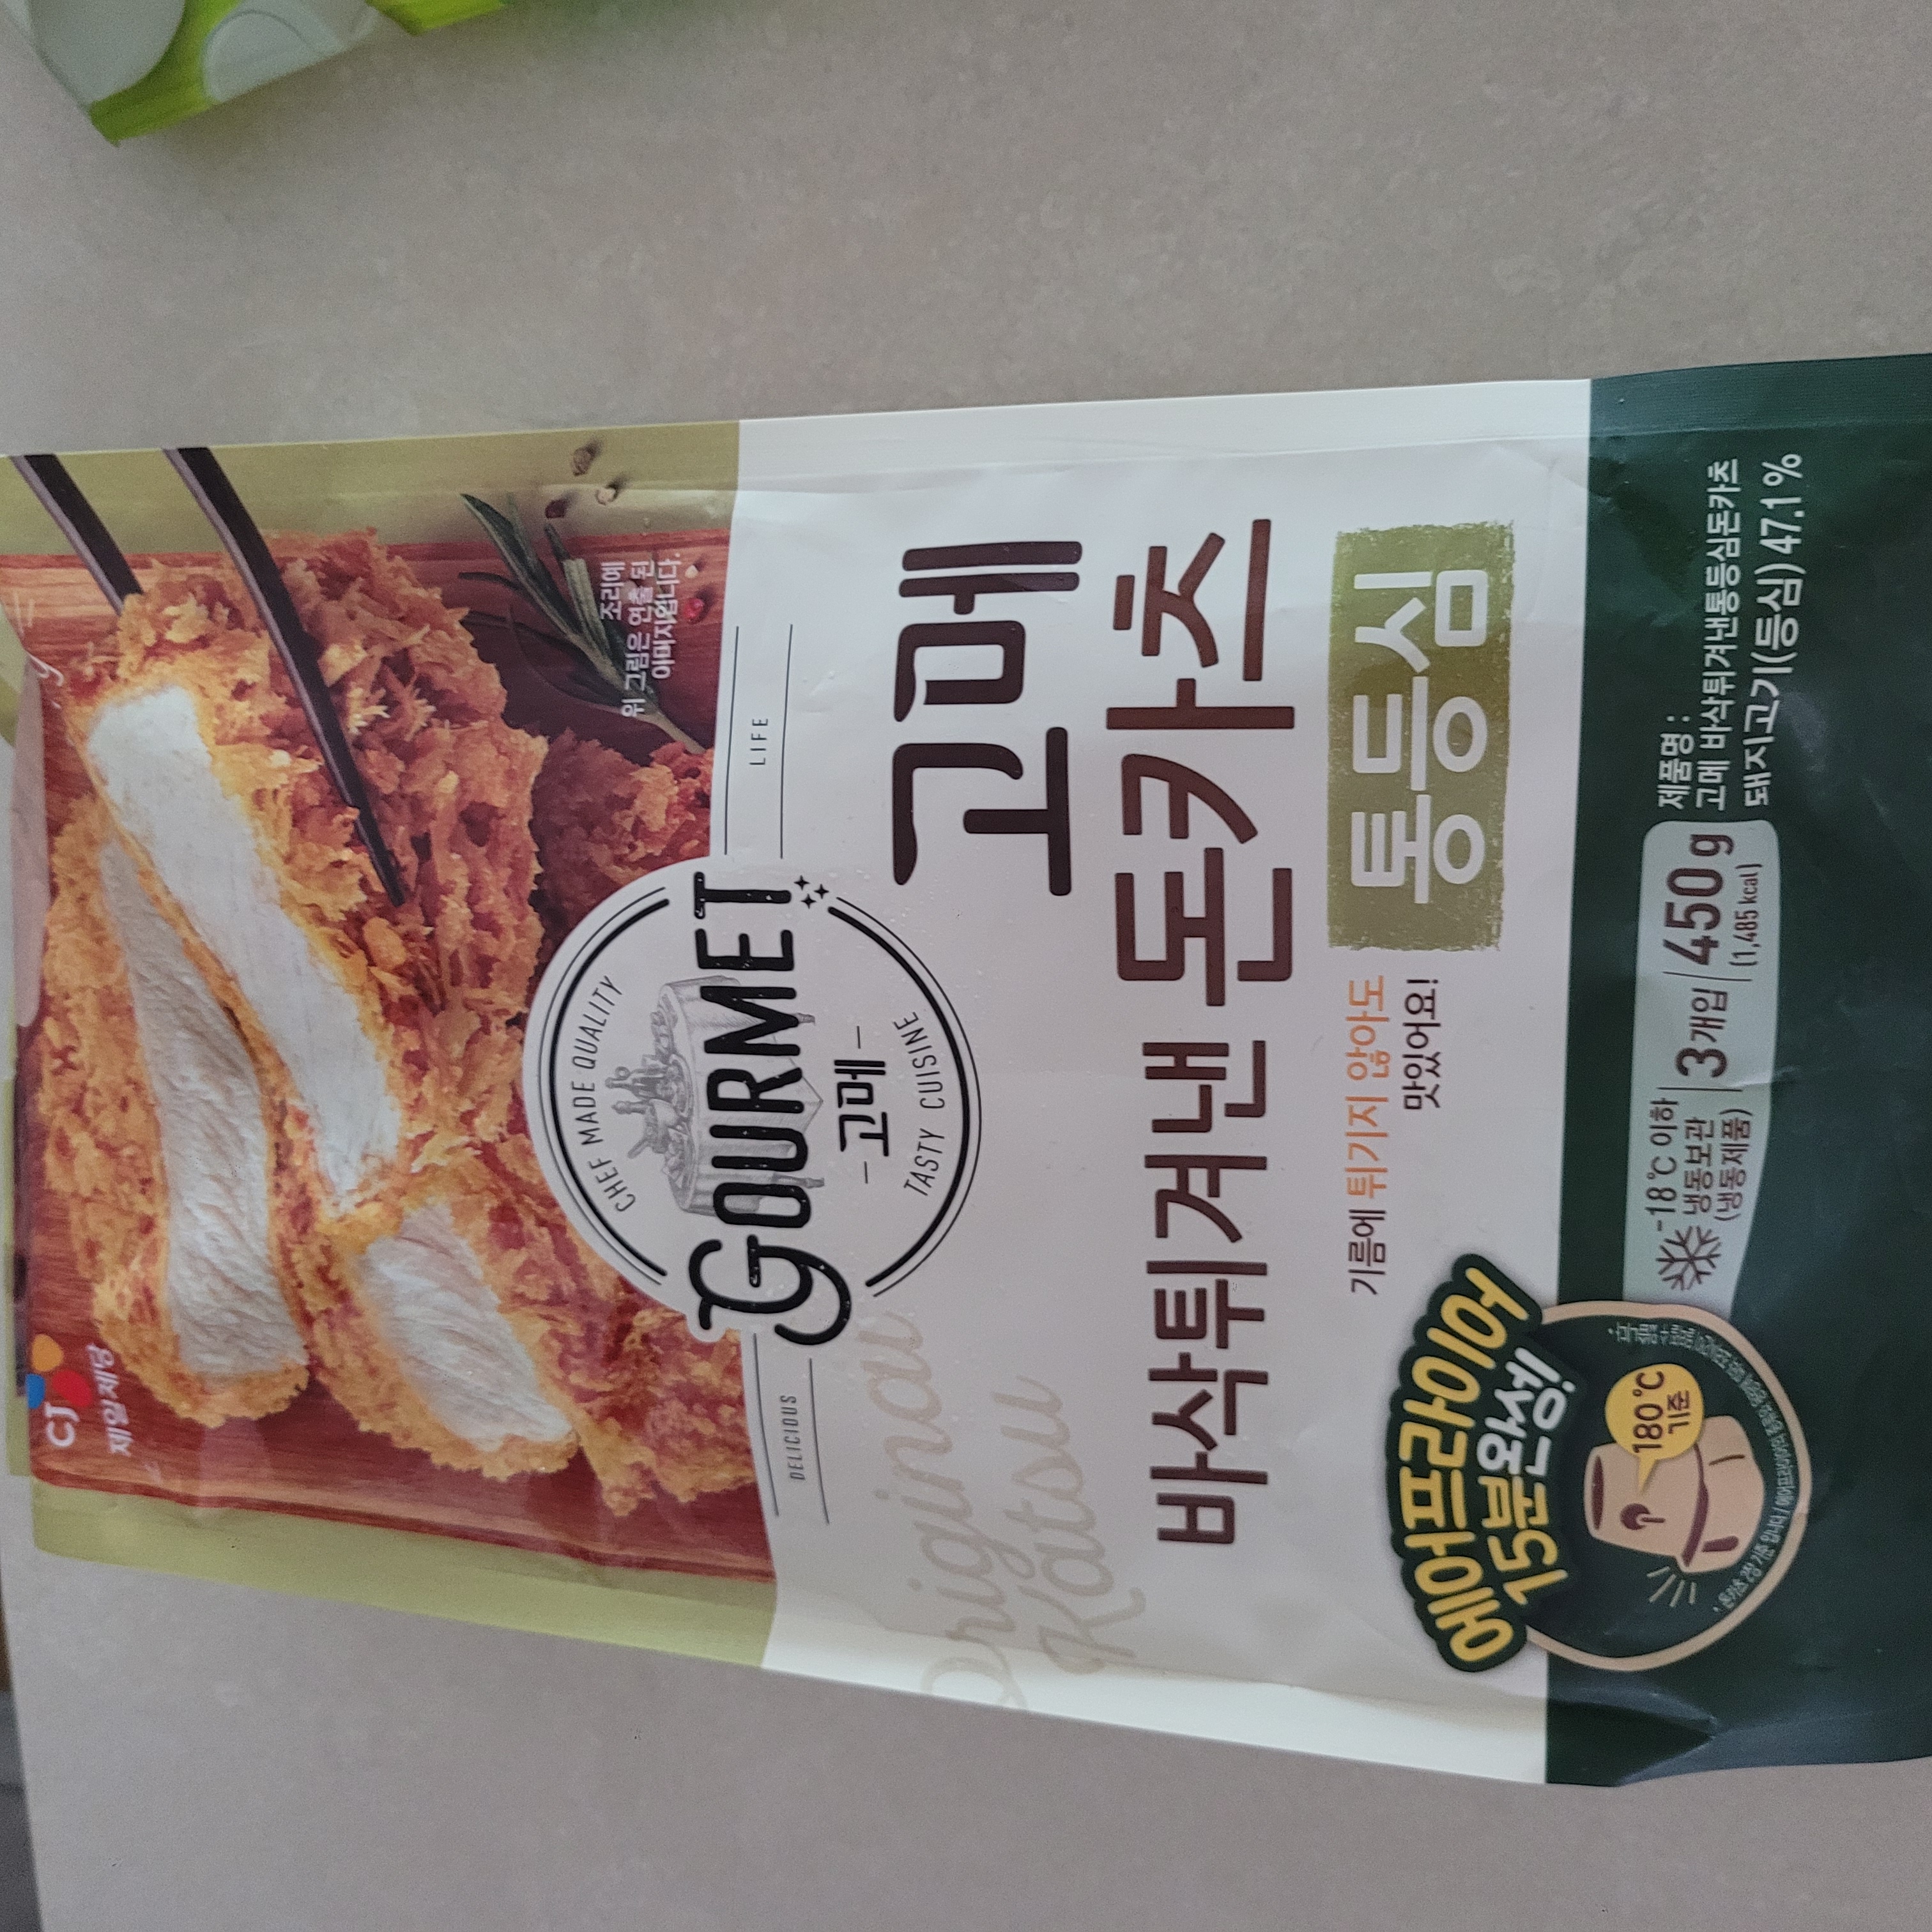 CJ
제일제당
조리예
위 그림은 연출 된
이미지입니다.
DELICIOUS
LIFE
CHEF MADE QUALITY
GOURMET
고메
TASTY CUISINE
Original
Katsu
고메
바삭튀겨낸 돈카츠
기름에 튀기지 않아도
맛있어요!
통등심
에어프라이어
15분완성!
180℃
기준
-18℃ 이하
냉동보관
(냉동제품)
3개입
450 g
(1,485 kcal)
제품명 :
고메 바삭튀겨낸통등심돈카츠
돼지고기(등심) 47.1 %